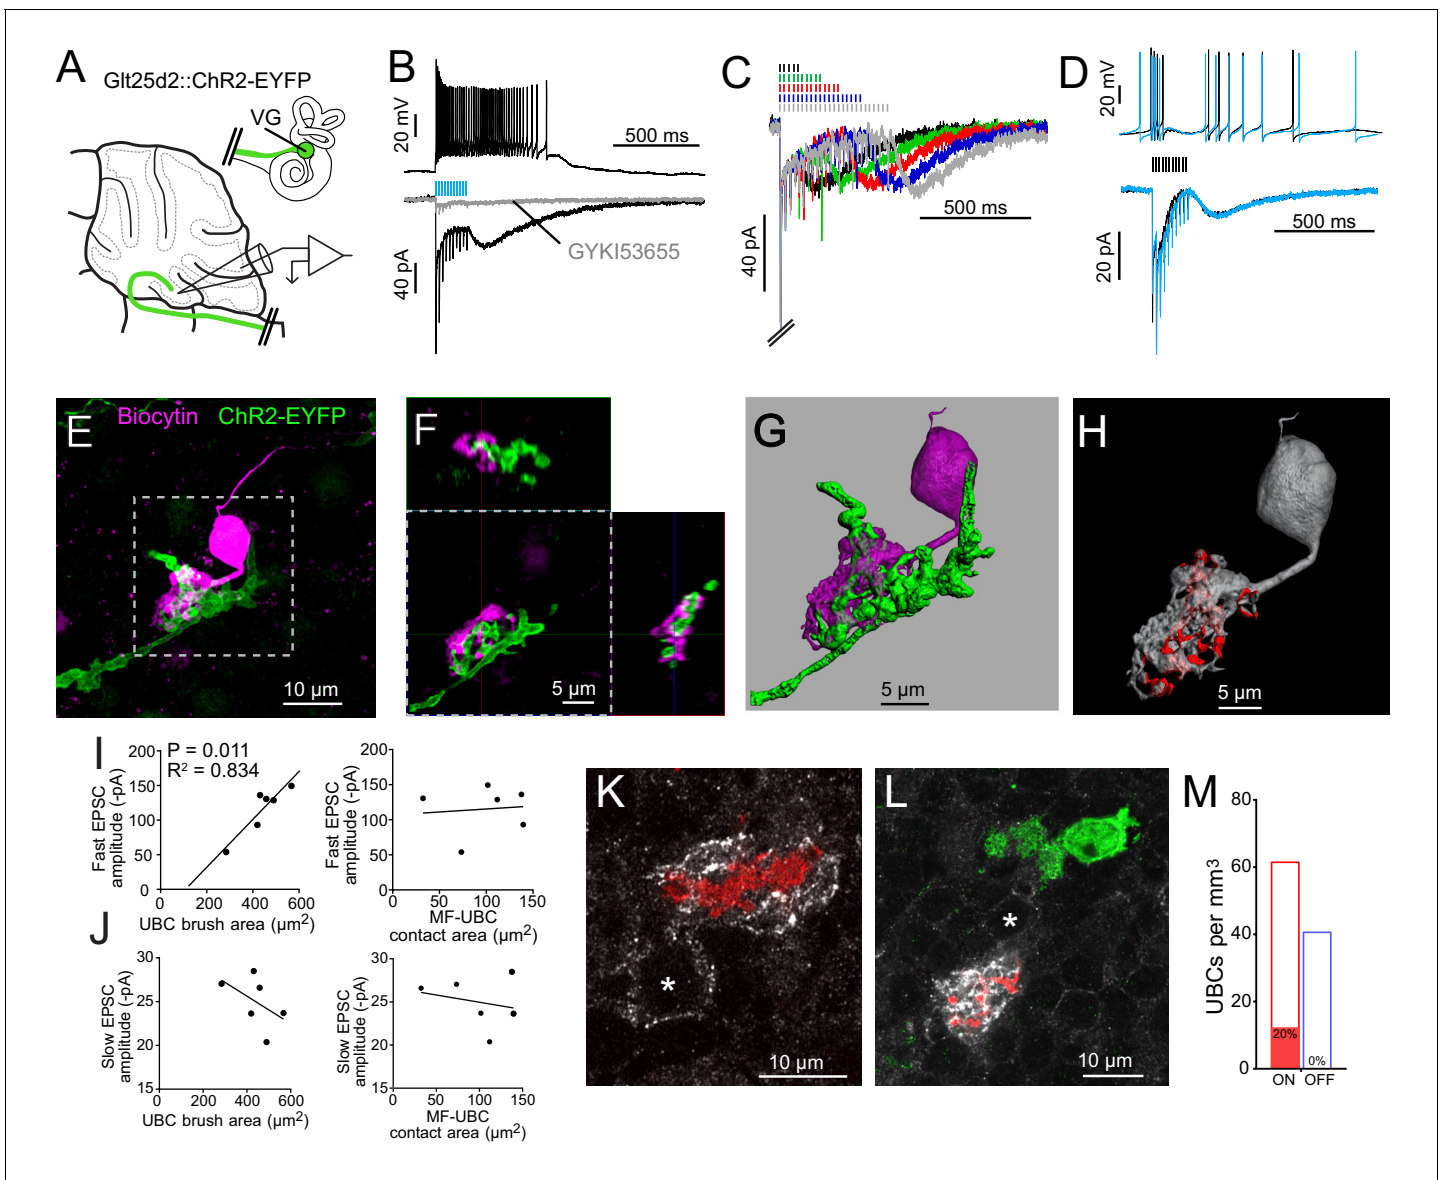 A
Glt25d2::ChR2-EYFP
VG
B
20 mV
500 ms
GYKI53655
40 pA
C
500 ms
40 pA
D
20 mV
500 ms
20 pA
E
Biocytin ChR2-EYFP
10 µm
F
5 µm
G
5 µm
H
5 µm
I
P = 0.011
R² = 0.834
Fast EPSC
amplitude (-pA)
200
150
100
50
0
0 200 400 600
UBC brush area (µm²)
Fast EPSC
amplitude (-pA)
200
150
100
50
0
0 50 100 150
MF-UBC
contact area (µm²)
J
Slow EPSC
amplitude (-pA)
30
25
20
15
0 200 400 600
UBC brush area (µm²)
Slow EPSC
amplitude (-pA)
30
25
20
15
0 50 100 150
MF-UBC
contact area (µm²)
K
*
10 µm
L
*
10 µm
M
UBCs per mm³
80
60
40
20
0
20%
0%
ON OFF